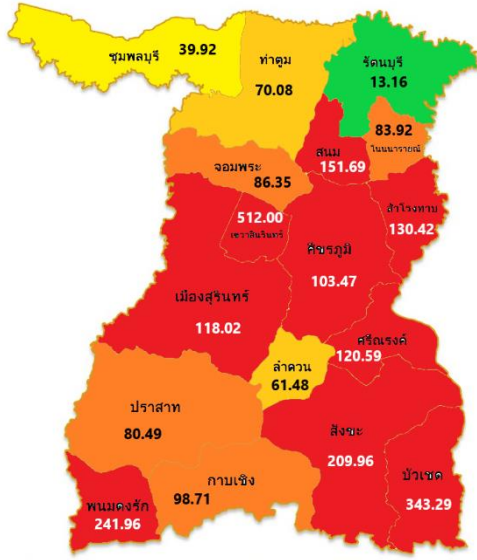 ชุมพลบุรี
39.92
ท่าตูม
70.08
รัตนบุรี
13.16
83.92
โนนนารายณ์
สนม
151.69
จอมพระ
86.35
สำโรงทาบ
130.42
512.00
เขวาสินรินทร์
ศีขรภูมิ
103.47
เมืองสุรินทร์
118.02
ศรีณรงค์
120.59
ลำดวน
61.48
ปราสาท
80.49
สังขะ
209.96
บัวเชด
343.29
กาบเชิง
98.71
พนมดงรัก
241.96